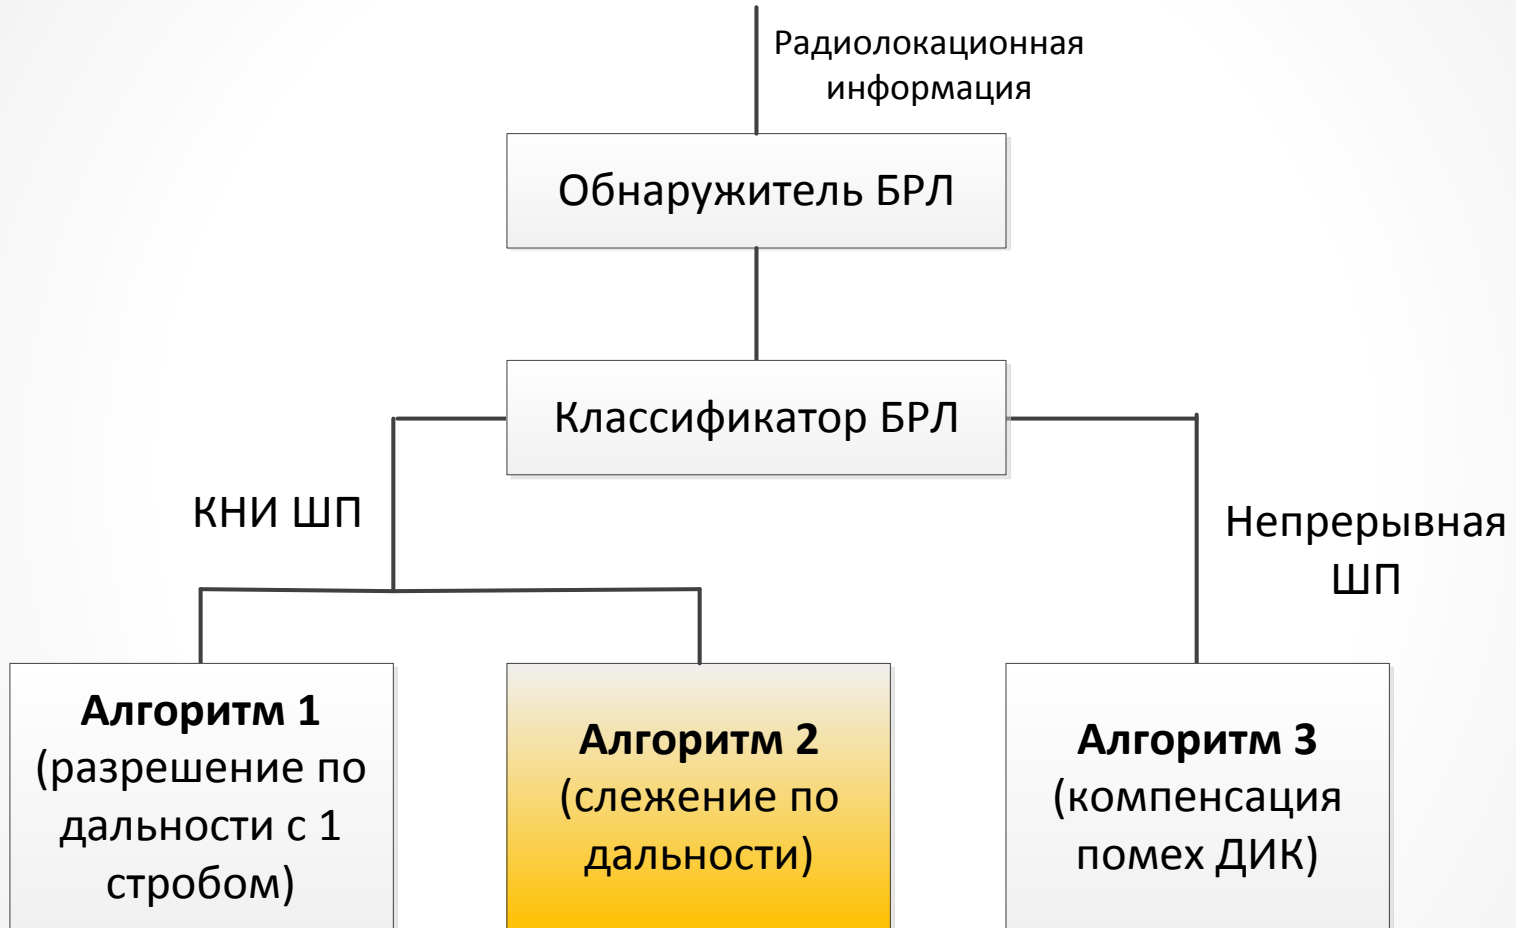 Радиолокационная
информация
Обнаружитель БРЛ
Классификатор БРЛ
КНИ ШП
Непрерывная
ШП
Алгоритм 1
(разрешение по
дальности с 1
стробом)
Алгоритм 2
(слежение по
дальности)
Алгоритм 3
(компенсация
помех ДИК)